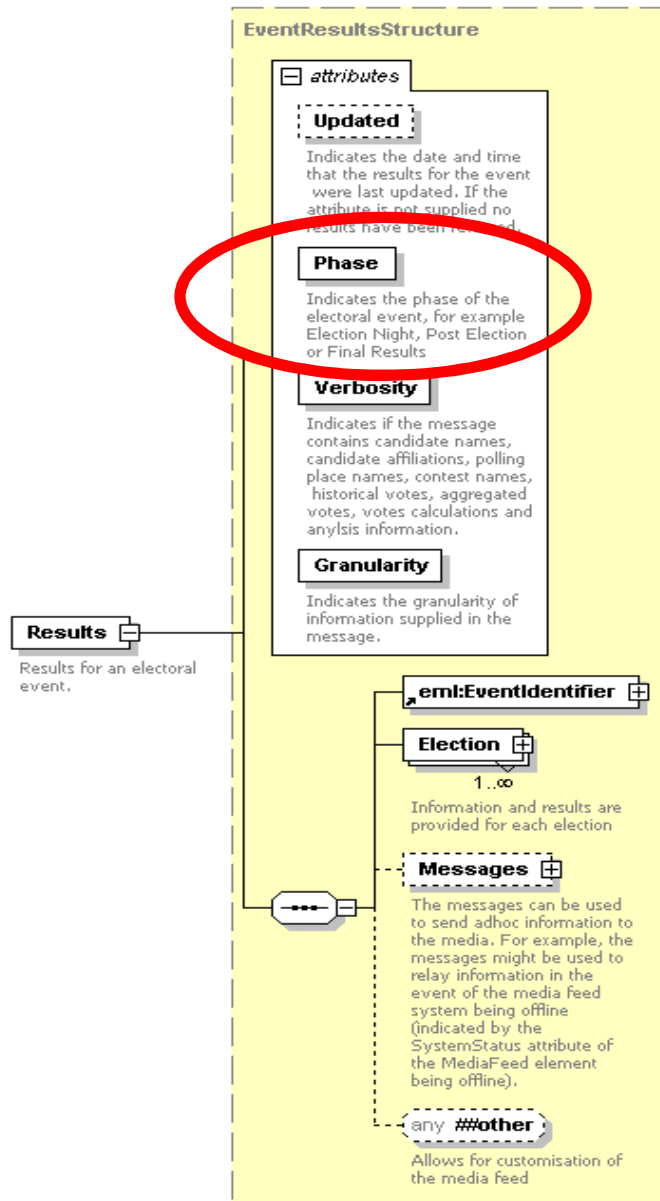 EventResultsStructure
attributes
Updated
Indicates the date and time
that the results for the event
were last updated. If the
attribute is not supplied no
results have been
Phase
Indicates the phase of the
electoral event, for example
Election Night, Post Election
or Final Results
Verbosity
Indicates if the message
contains candidate names,
candidate affiliations, polling
place names, contest names,
historical votes, aggregated
votes, votes calculations and
anylsis information.
Granularity
Indicates the granularity of
information supplied in the
message.
Results
Results for an electoral
event.
eml:EventIdentifier
Election
1..∞
Information and results are
provided for each election
Messages
The messages can be used
to send adhoc information to
the media. For example, the
messages might be used to
relay information in the
event of the media feed
system being offline
(indicated by the
SystemStatus attribute of
the MediaFeed element
being offline).
any ##other
Allows for customisation of
the media feed